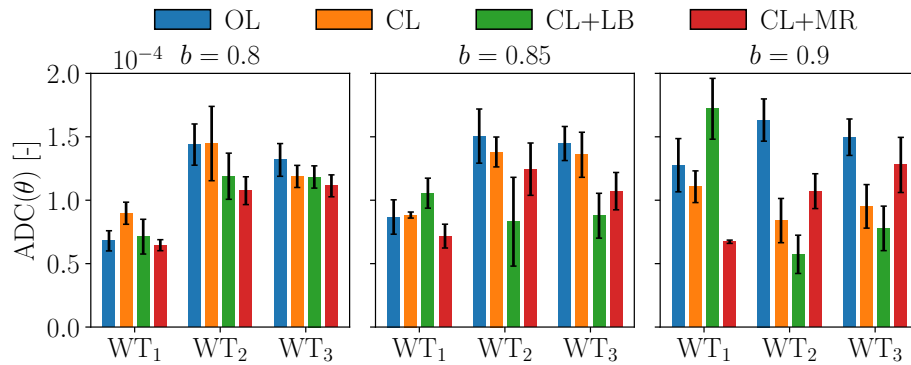 OL CL CL+LB CL+MR
10⁻⁴ b = 0.8 b = 0.85 b = 0.9
ADC(θ) [-]
2.0
1.5
1.0
0.5
0.0
WT₁ WT₂ WT₃ WT₁ WT₂ WT₃ WT₁ WT₂ WT₃